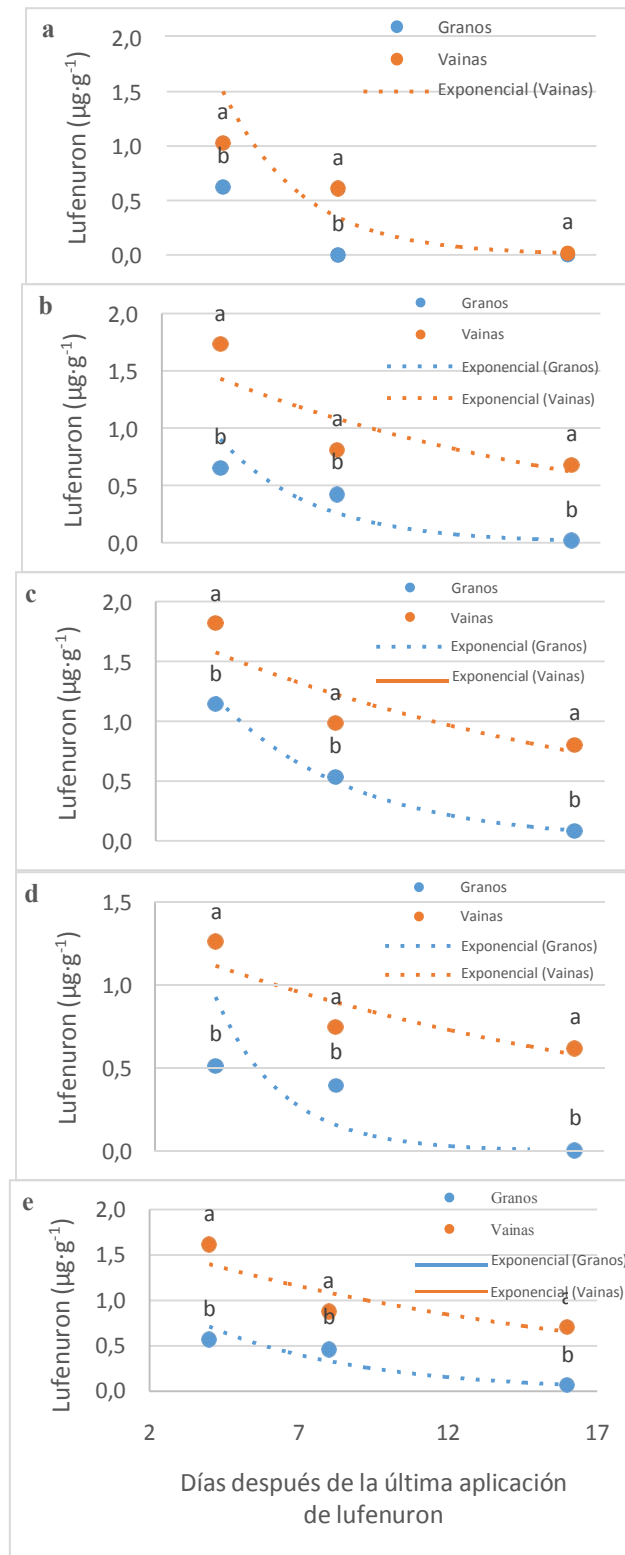 a
2,0
1,5
1,0
0,5
0,0
Lufenuron (µg·g⁻¹)
Granos
Vainas
Exponencial (Vainas)
a
b
a
b
a
b
2,0
1,5
1,0
0,5
0,0
Lufenuron (µg·g⁻¹)
Granos
Vainas
Exponencial (Granos)
Exponencial (Vainas)
a
b
a
b
a
b
c
2,0
1,5
1,0
0,5
0,0
Lufenuron (µg·g⁻¹)
Granos
Vainas
Exponencial (Granos)
Exponencial (Vainas)
a
b
a
b
a
b
d
1,5
1,0
0,5
0,0
Lufenuron (µg·g⁻¹)
Granos
Vainas
Exponencial (Granos)
Exponencial (Vainas)
a
b
a
b
a
b
e
2,0
1,5
1,0
0,5
0,0
Lufenuron (µg·g⁻¹)
Granos
Vainas
Exponencial (Granos)
Exponencial (Vainas)
a
b
a
b
a
b
2 7 12 17
Días después de la última aplicación
de lufenuron